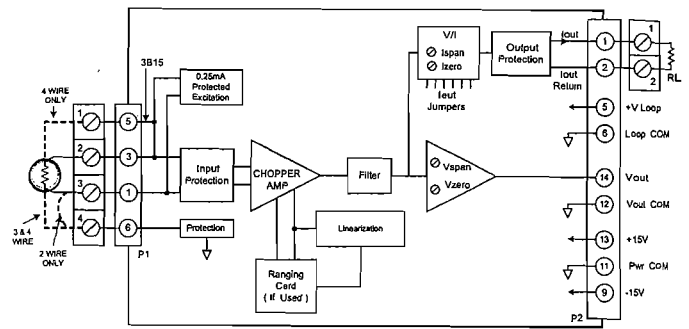 4 WIRE
ONLY
3 & 4
WIRE
2 WIRE
ONLY
1
2
3
4
5
3
1
6
P1
3B15
0.25mA
Protected
Excitation
Input
Protection
Protection
CHOPPER
AMP
Ranging
Card
( If Used )
Linearization
Filter
V/I
Ispan
Izero
Iout
Jumpers
Vspan
Vzero
Output
Protection
Iout
Iout
Return
1
2
5
6
14
12
13
11
9
P2
1
2
RL
+V Loop
Loop COM
Vout
Vout COM
+15V
Pwr COM
-15V